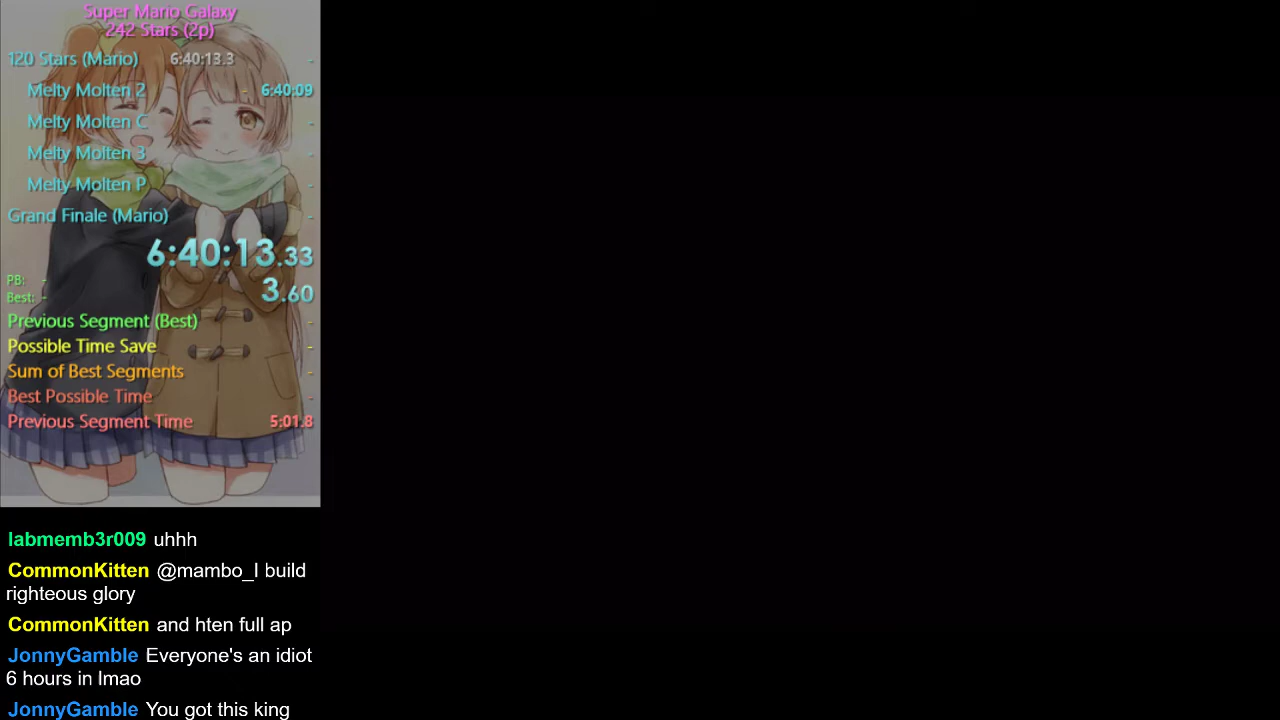 Super Mario Galaxy
242 Stars (2p)
120 Stars (Mario) 6:40:13.3 -
Melty Molten 2 - 6:40:09
Melty Molten C -
Melty Molten 3 -
Melty Molten P -
Grand Finale (Mario) -
6:40:13.33
PB: -
Best: - 3.60
Previous Segment (Best) -
Possible Time Save -
Sum of Best Segments -
Best Possible Time -
Previous Segment Time 5:01.8
labmemb3r009 uhhh
CommonKitten @mambo_I build
righteous glory
CommonKitten and hten full ap
JonnyGamble Everyone's an idiot
6 hours in lmao
JonnyGamble You got this king